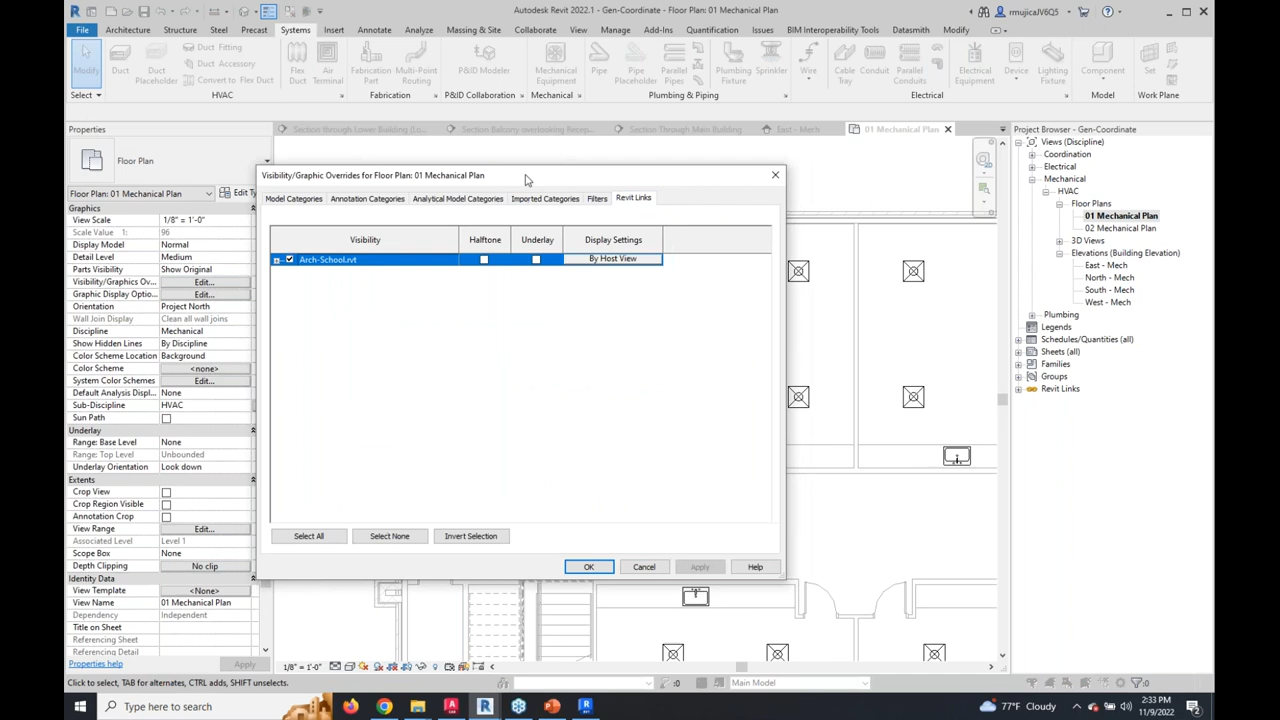 Autodesk Revit 2022.1 - Gen-Coordinate - Floor Plan: 01 Mechanical Plan
rmujicaJV6Q5
File Architecture Structure Steel Precast Systems Insert Annotate Analyze Massing & Site Collaborate View Manage Add-Ins Quantification Issues BIM Interoperability Tools Datasmith Modify
Modify
Duct
Duct Placeholder
Duct Fitting
Duct Accessory
Convert to Flex Duct
Flex Duct
Air Terminal
Fabrication Part
Multi-Point Routing
P&ID Modeler
Mechanical Equipment
Pipe
Pipe Placeholder
Parallel Pipes
Plumbing Fixture
Sprinkler
Wire
Cable Tray
Conduit
Parallel Conduits
Electrical Equipment
Device
Lighting Fixture
Component
Set
Select HVAC Fabrication P&ID Collaboration Mechanical Plumbing & Piping Electrical Model Work Plane
Properties
Floor Plan
Floor Plan: 01 Mechanical Plan Edit Ty
Graphics
View Scale 1/8" = 1'-0"
Scale Value 1: 96
Display Model Normal
Detail Level Medium
Parts Visibility Show Original
Visibility/Graphics Ov... Edit...
Graphic Display Optio... Edit...
Orientation Project North
Wall Join Display Clean all wall joins
Discipline Mechanical
Show Hidden Lines By Discipline
Color Scheme Location Background
Color Scheme <none>
System Color Schemes Edit...
Default Analysis Displ... None
Sub-Discipline HVAC
Sun Path
Underlay
Range: Base Level None
Range: Top Level Unbounded
Underlay Orientation Look down
Extents
Crop View
Crop Region Visible
Annotation Crop
View Range Edit...
Associated Level Level 1
Scope Box None
Depth Clipping No clip
Identity Data
View Template <None>
View Name 01 Mechanical Plan
Dependency Independent
Title on Sheet
Referencing Sheet
Referencing Detail
Properties help Apply
Section through Lower Building (Lo... Section Balcony overlooking Recep... Section Through Main Building East - Mech 01 Mechanical Plan
Visibility/Graphic Overrides for Floor Plan: 01 Mechanical Plan
Model Categories Annotation Categories Analytical Model Categories Imported Categories Filters Revit Links
Visibility Halftone Underlay Display Settings
Arch-School.rvt By Host View
Select All Select None Invert Selection
OK Cancel Apply Help
1/8" = 1'-0"
Project Browser - Gen-Coordinate
Views (Discipline)
Coordination
Electrical
Mechanical
HVAC
Floor Plans
01 Mechanical Plan
02 Mechanical Plan
3D Views
Elevations (Building Elevation)
East - Mech
North - Mech
South - Mech
West - Mech
Plumbing
Legends
Schedules/Quantities (all)
Sheets (all)
Families
Groups
Revit Links
Click to select, TAB for alternates, CTRL adds, SHIFT unselects. :0 Main Model :0
Type here to search
77°F Cloudy
2:33 PM
11/9/2022
2